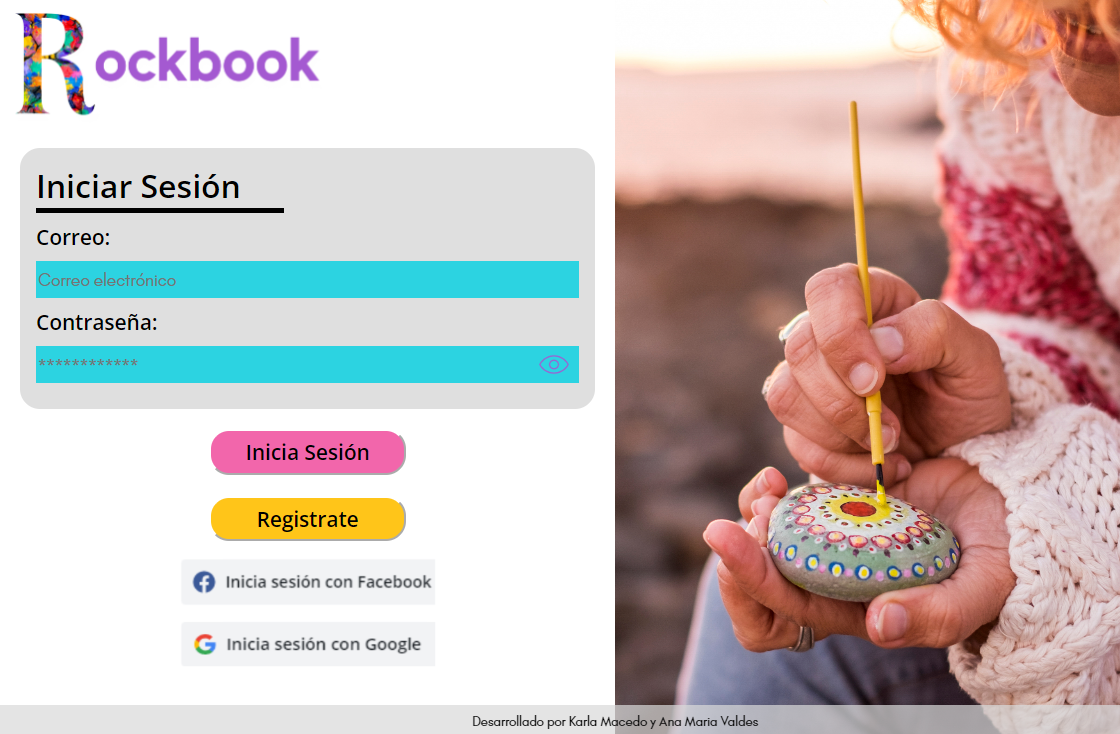 Rockbook
Iniciar Sesión
Correo:
Correo electrónico
Contraseña:
************
Inicia Sesión
Registrate
Inicia sesión con Facebook
Inicia sesión con Google
Desarrollado por Karla Macedo y Ana Maria Valdes